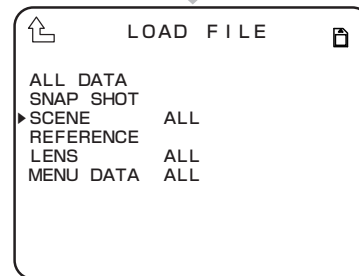 LOAD FILE
ALL DATA
SNAP SHOT
SCENE ALL
REFERENCE
LENS ALL
MENU DATA ALL